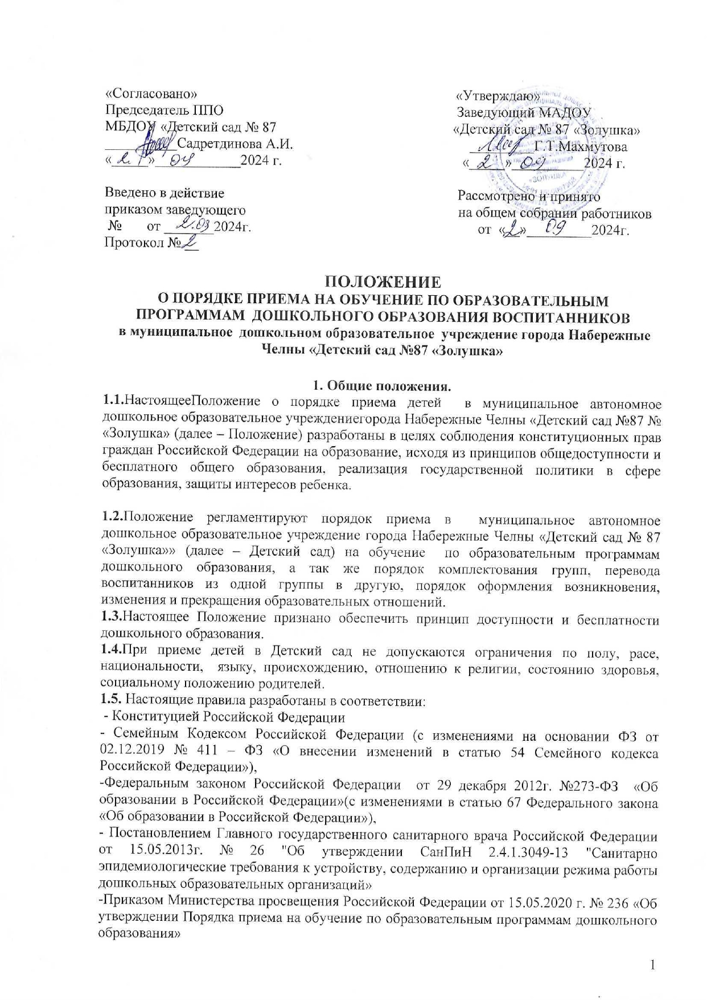 «Согласовано»
Председатель ППО
МБДОУ «Детский сад № 87
__________Садретдинова А.И.
«_____»____________2024 г.
«Утверждаю»
Заведующий МАДОУ
«Детский сад № 87 «Золушка»
_________Г.Т.Махмутова
«__2__»___09_______2024 г.
«ЗОЛУШКА
Введено в действие
приказом заведующего
№ от _______2024г.
Протокол № 2
Рассмотрено и принято
на общем собрании работников
от «2»___09______2024г.
ПОЛОЖЕНИЕ
О ПОРЯДКЕ ПРИЕМА НА ОБУЧЕНИЕ ПО ОБРАЗОВАТЕЛЬНЫМ
ПРОГРАММАМ ДОШКОЛЬНОГО ОБРАЗОВАНИЯ ВОСПИТАННИКОВ
в муниципальное дошкольном образовательное учреждение города Набережные
Челны «Детский сад №87 «Золушка»
1. Общие положения.
1.1.НастоящееПоложение о порядке приема детей в муниципальное автономное
дошкольное образовательное учреждениегорода Набережные Челны «Детский сад №87 №
«Золушка» (далее – Положение) разработаны в целях соблюдения конституционных прав
граждан Российской Федерации на образование, исходя из принципов общедоступности и
бесплатного общего образования, реализация государственной политики в сфере
образования, защиты интересов ребенка.
1.2.Положение регламентируют порядок приема в муниципальное автономное
дошкольное образовательное учреждение города Набережные Челны «Детский сад № 87
«Золушка»» (далее – Детский сад) на обучение по образовательным программам
дошкольного образования, а так же порядок комплектования групп, перевода
воспитанников из одной группы в другую, порядок оформления возникновения,
изменения и прекращения образовательных отношений.
1.3.Настоящее Положение признано обеспечить принцип доступности и бесплатности
дошкольного образования.
1.4.При приеме детей в Детский сад не допускаются ограничения по полу, расе,
национальности, языку, происхождению, отношению к религии, состоянию здоровья,
социальному положению родителей.
1.5. Настоящие правила разработаны в соответствии:
- Конституцией Российской Федерации
- Семейным Кодексом Российской Федерации (с изменениями на основании ФЗ от
02.12.2019 № 411 – ФЗ «О внесении изменений в статью 54 Семейного кодекса
Российской Федерации»),
-Федеральным законом Российской Федерации от 29 декабря 2012г. №273-ФЗ «Об
образовании в Российской Федерации»(с изменениями в статью 67 Федерального закона
«Об образовании в Российской Федерации»),
- Постановлением Главного государственного санитарного врача Российской Федерации
от 15.05.2013г. № 26 "Об утверждении СанПиН 2.4.1.3049-13 "Санитарно
эпидемиологические требования к устройству, содержанию и организации режима работы
дошкольных образовательных организаций»
-Приказом Министерства просвещения Российской Федерации от 15.05.2020 г. № 236 «Об
утверждении Порядка приема на обучение по образовательным программам дошкольного
образования»
1